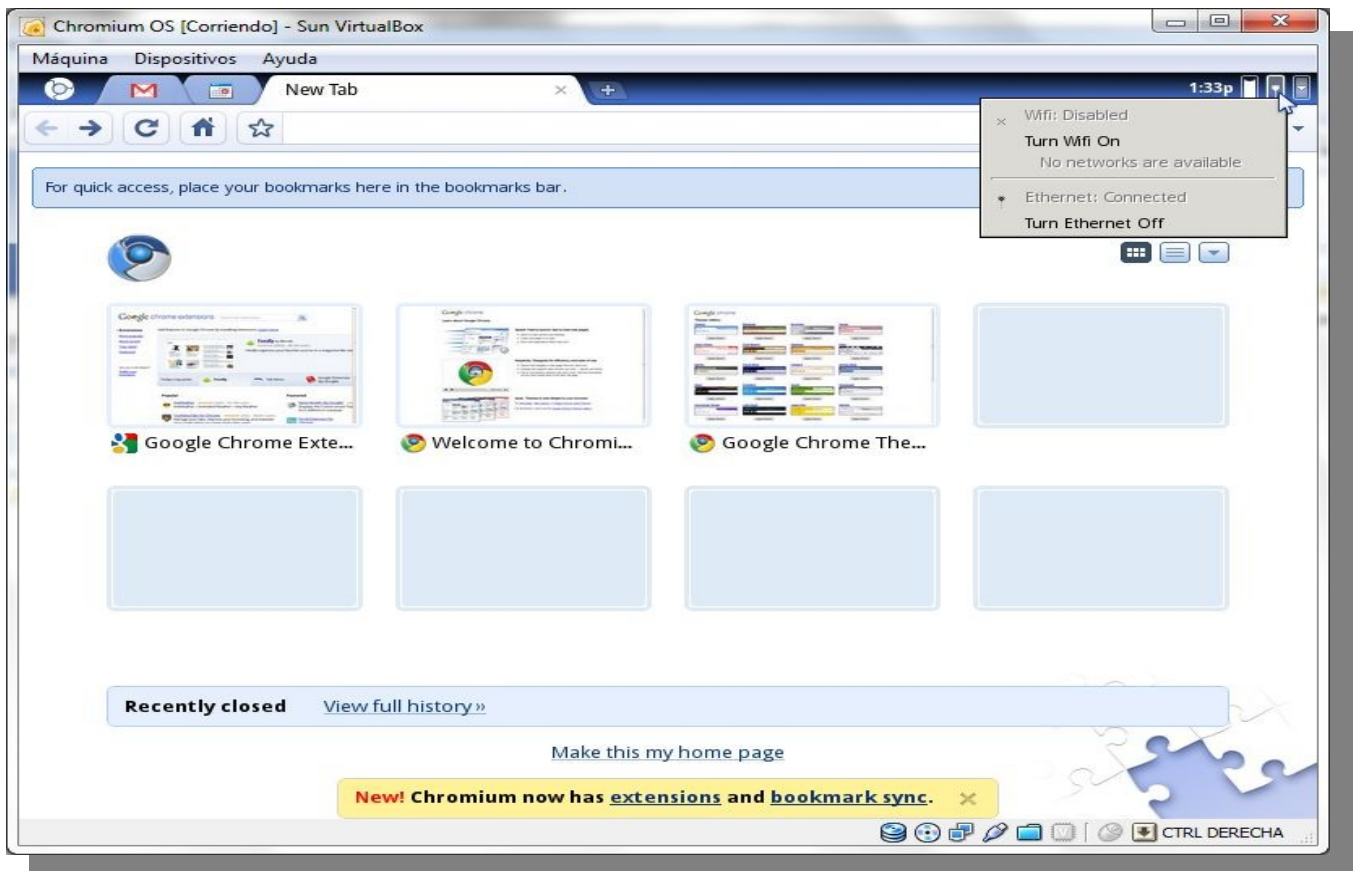 Chromium OS [Corriendo] - Sun VirtualBox
Máquina Dispositivos Ayuda
New Tab
1:33p
Wifi: Disabled
Turn Wifi On
No networks are available
Ethernet: Connected
Turn Ethernet Off
For quick access, place your bookmarks here in the bookmarks bar.
Google Chrome Exte... Welcome to Chromi... Google Chrome The...
Recently closed View full history »
Make this my home page
New! Chromium now has extensions and bookmark sync.
CTRL DERECHA